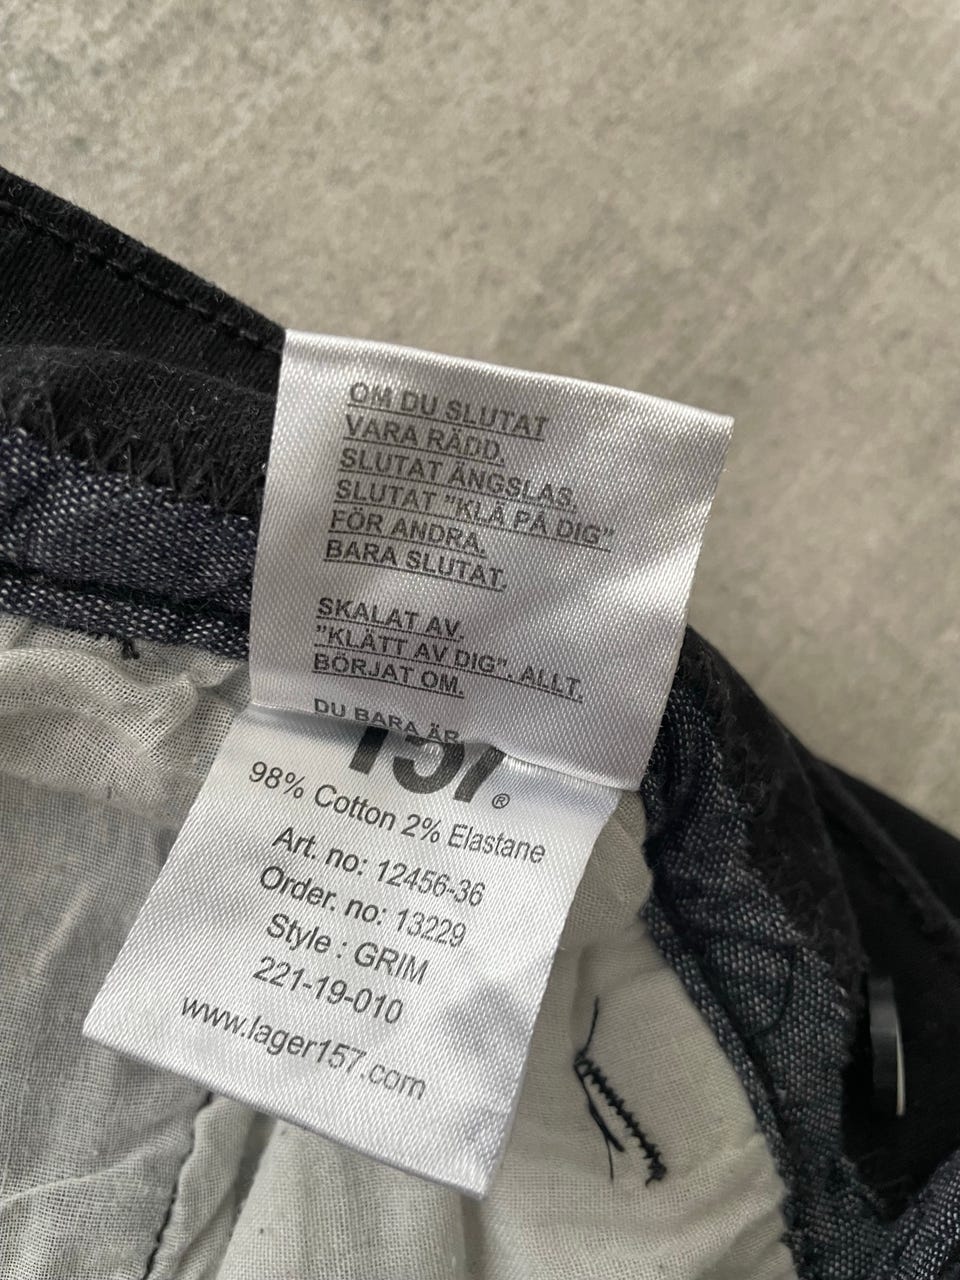 OM DU SLUTAT
VARA RÄDD.
SLUTAT ÄNGSLAS.
SLUTAT "KLÄ PÅ DIG"
FÖR ANDRA.
BARA SLUTAT.
SKALAT AV.
"KLÄTT AV DIG". ALLT.
BÖRJAT OM.
DU BARA ÄR
157®
98% Cotton 2% Elastane
Art. no: 12456-36
Order. no: 13229
Style : GRIM
221-19-010
www.lager157.com